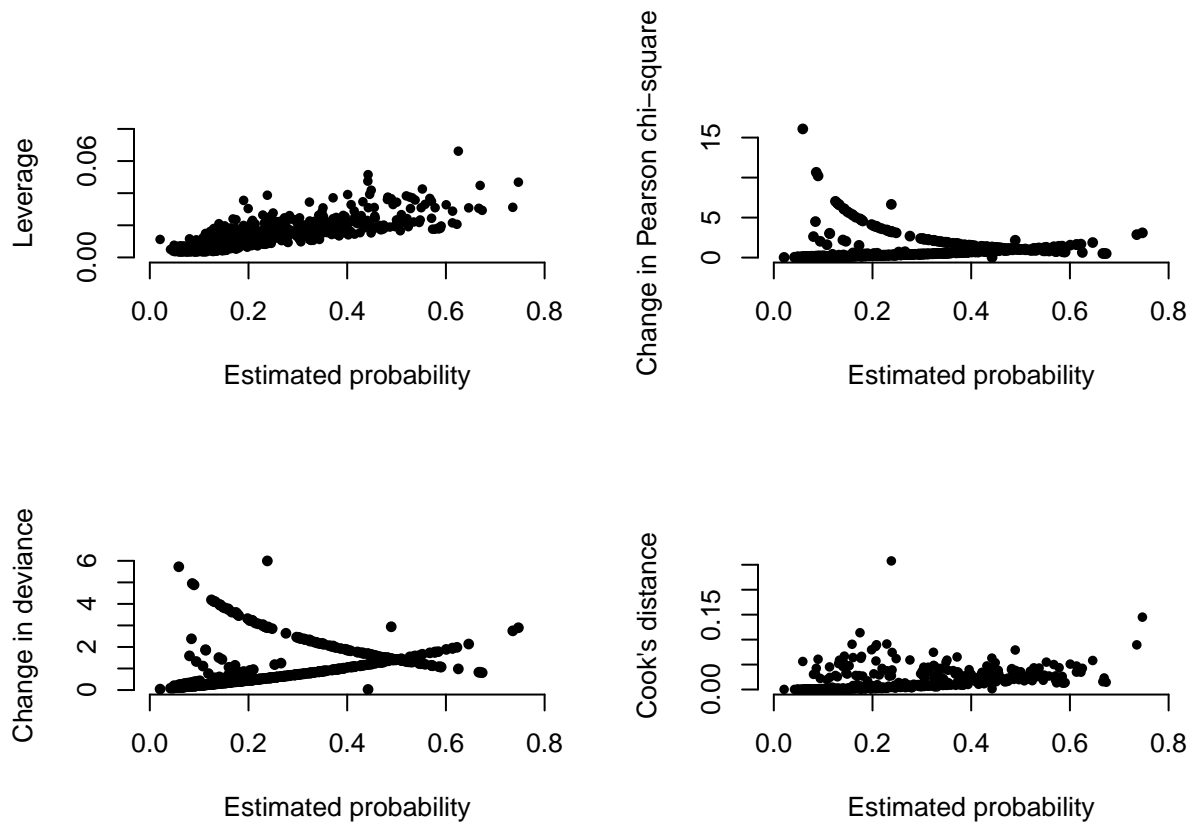 Leverage
0.00 0.06
0.0 0.2 0.4 0.6 0.8
Estimated probability
Change in Pearson chi−square
0 5 15
0.0 0.2 0.4 0.6 0.8
Estimated probability
Change in deviance
0 2 4 6
0.0 0.2 0.4 0.6 0.8
Estimated probability
Cook's distance
0.00 0.15
0.0 0.2 0.4 0.6 0.8
Estimated probability